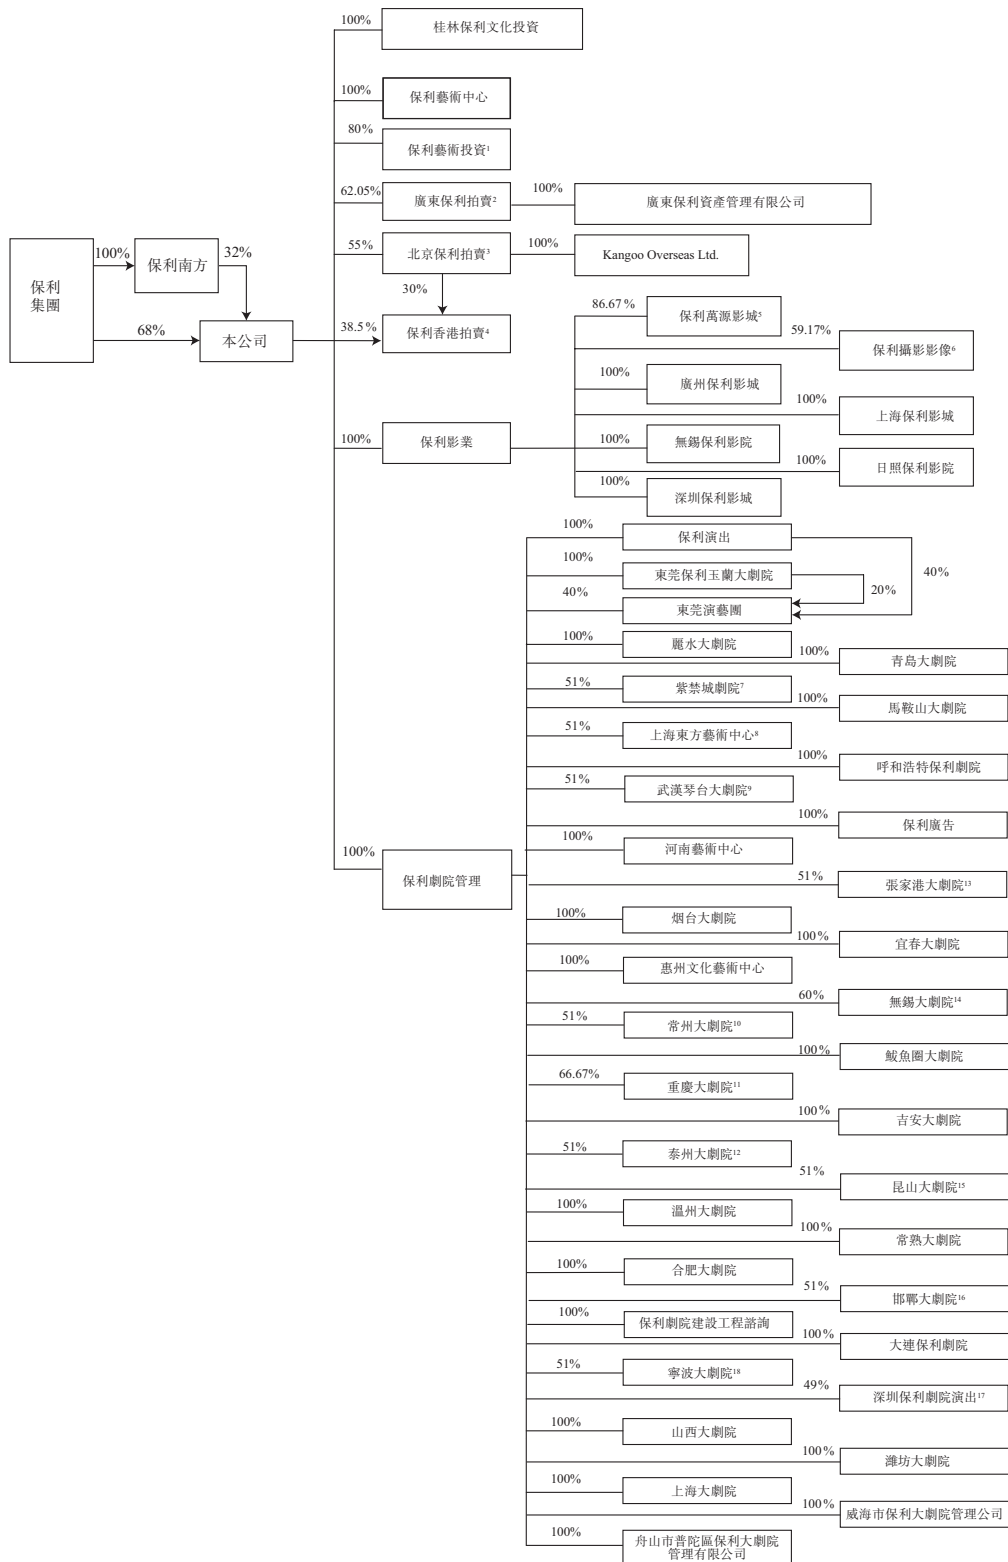 100%
桂林保利文化投資
100%
保利藝術中心
80%
保利藝術投資¹
62.05%
廣東保利拍賣²
100%
廣東保利資產管理有限公司
保利
集團
100%
保利南方
32%
68%
本公司
55%
北京保利拍賣³
100%
Kangoo Overseas Ltd.
30%
38.5%
保利香港拍賣⁴
100%
保利影業
86.67%
保利萬源影城⁵
59.17%
保利攝影影像⁶
100%
廣州保利影城
100%
上海保利影城
100%
無錫保利影院
100%
日照保利影院
100%
深圳保利影城
100%
保利劇院管理
100%
保利演出
40%
100%
東莞保利玉蘭大劇院
20%
40%
東莞演藝團
100%
麗水大劇院
100%
青島大劇院
51%
紫禁城劇院⁷
100%
馬鞍山大劇院
51%
上海東方藝術中心⁸
100%
呼和浩特保利劇院
51%
武漢琴台大劇院⁹
100%
保利廣告
100%
河南藝術中心
51%
張家港大劇院¹³
100%
烟台大劇院
100%
宜春大劇院
100%
惠州文化藝術中心
60%
無錫大劇院¹⁴
51%
常州大劇院¹⁰
100%
鮁魚圈大劇院
66.67%
重慶大劇院¹¹
100%
吉安大劇院
51%
泰州大劇院¹²
51%
昆山大劇院¹⁵
100%
溫州大劇院
100%
常熟大劇院
100%
合肥大劇院
51%
邯鄲大劇院¹⁶
100%
保利劇院建設工程諮詢
100%
大連保利劇院
51%
寧波大劇院¹⁸
49%
深圳保利劇院演出¹⁷
100%
山西大劇院
100%
濰坊大劇院
100%
上海大劇院
100%
威海市保利大劇院管理公司
100%
舟山市普陀區保利大劇院
管理有限公司